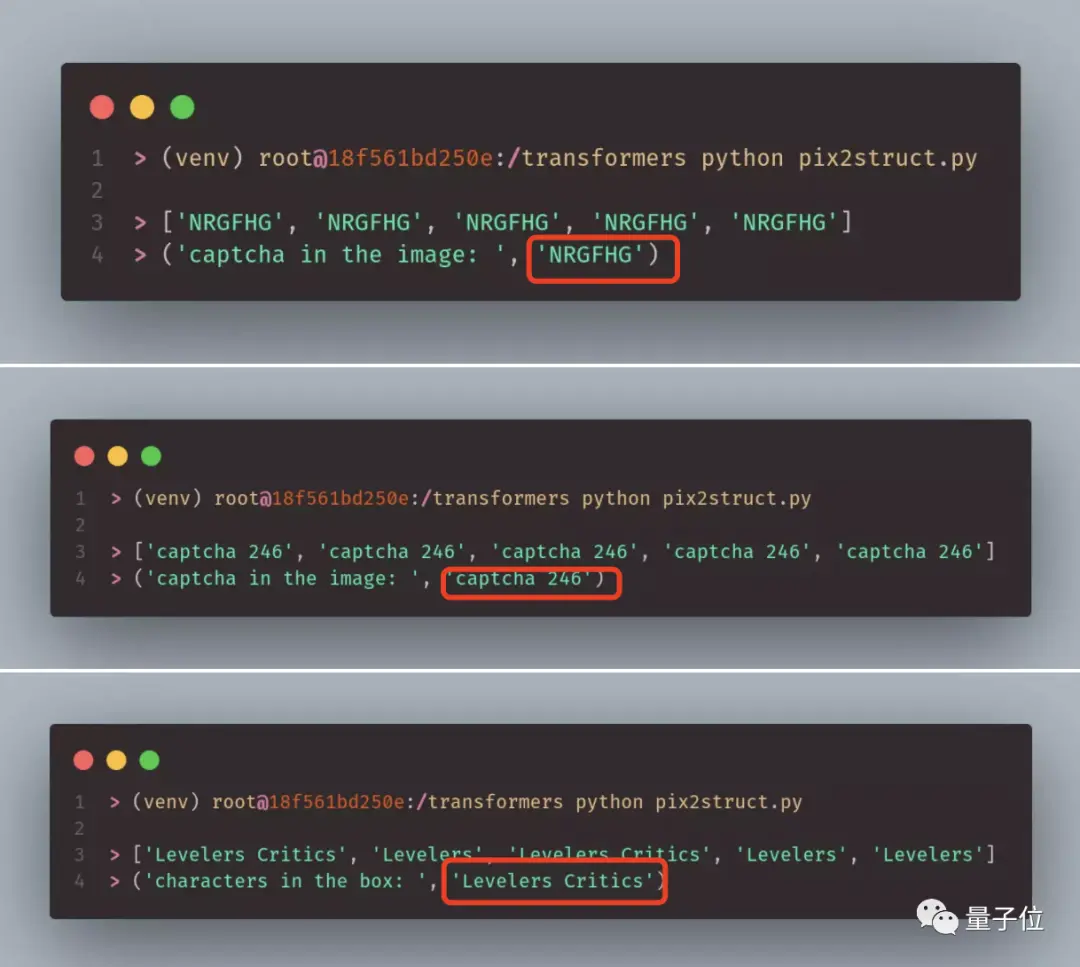 1 > (venv) root@18f561bd250e:/transformers python pix2struct.py
2
3 > ['NRGFHG', 'NRGFHG', 'NRGFHG', 'NRGFHG', 'NRGFHG']
4 > ('captcha in the image: ', 'NRGFHG')
1 > (venv) root@18f561bd250e:/transformers python pix2struct.py
2
3 > ['captcha 246', 'captcha 246', 'captcha 246', 'captcha 246', 'captcha 246']
4 > ('captcha in the image: ', 'captcha 246')
1 > (venv) root@18f561bd250e:/transformers python pix2struct.py
2
3 > ['Levelers Critics', 'Levelers', 'Levelers Critics', 'Levelers', 'Levelers']
4 > ('characters in the box: ', 'Levelers Critics')
量子位